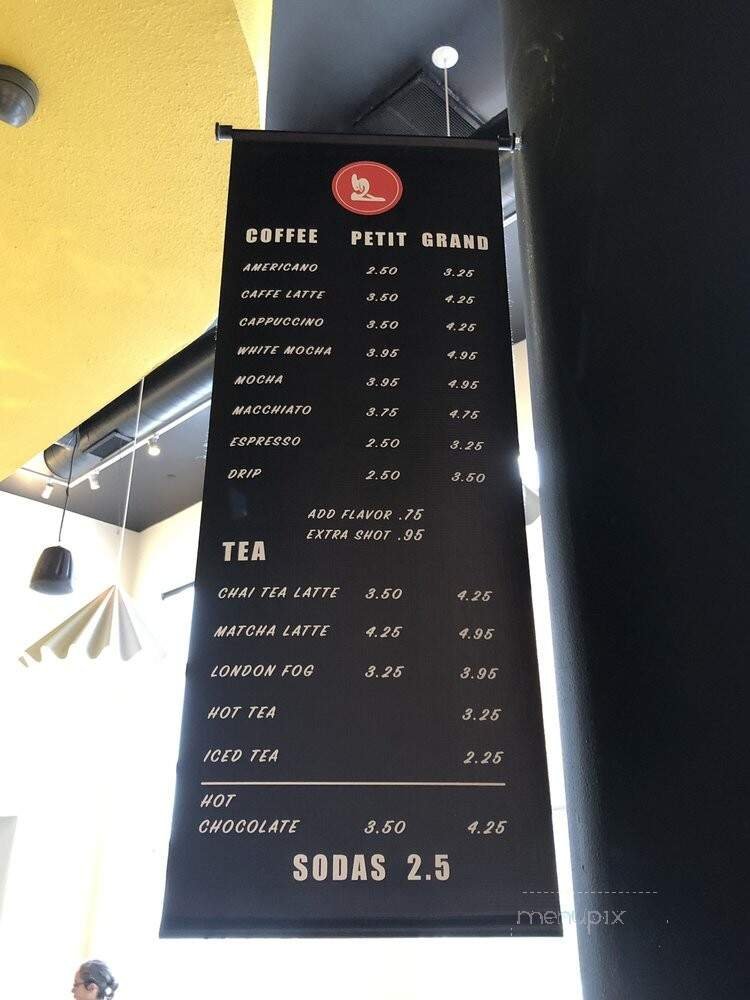 COFFEE PETIT GRAND
AMERICANO 2.50 3.25
CAFFE LATTE 3.50 4.25
CAPPUCCINO 3.50 4.25
WHITE MOCHA 3.95 4.95
MOCHA 3.95 4.95
MACCHIATO 3.75 4.75
ESPRESSO 2.50 3.25
DRIP 2.50 3.50
ADD FLAVOR .75
EXTRA SHOT .95
TEA
CHAI TEA LATTE 3.50 4.25
MATCHA LATTE 4.25 4.95
LONDON FOG 3.25 3.95
HOT TEA 3.25
ICED TEA 2.25
HOT
CHOCOLATE 3.50 4.25
SODAS 2.5
menupix